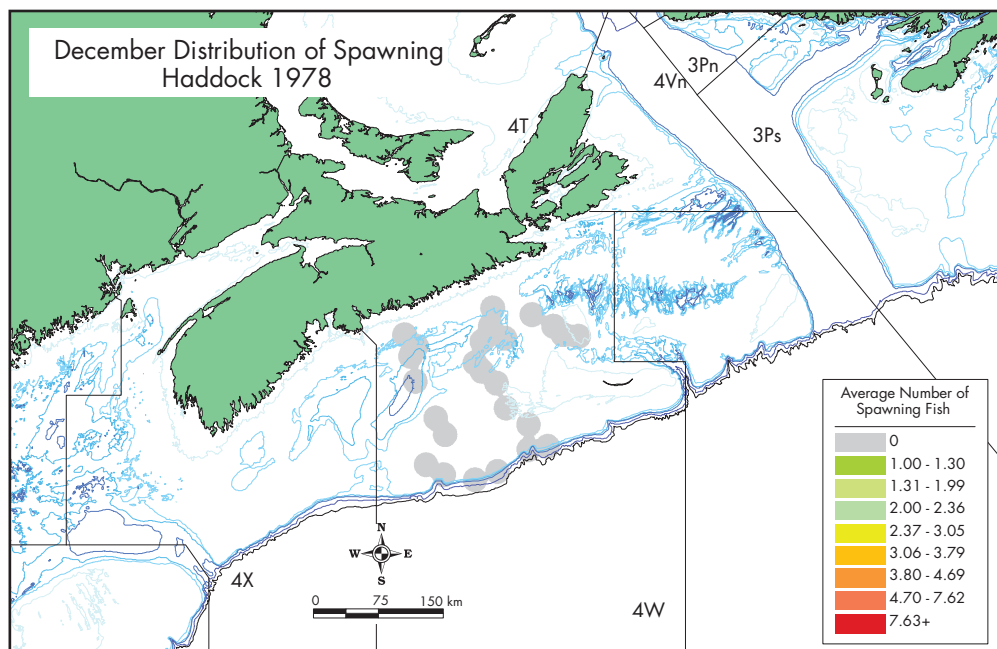 December Distribution of Spawning
Haddock 1978
3Pn
4Vn
4T
3Ps
Average Number of
Spawning Fish
0
1.00 - 1.30
1.31 - 1.99
2.00 - 2.36
2.37 - 3.05
3.06 - 3.79
3.80 - 4.69
4.70 - 7.62
7.63+
N
W E
S
4X
0 75 150 km
4W